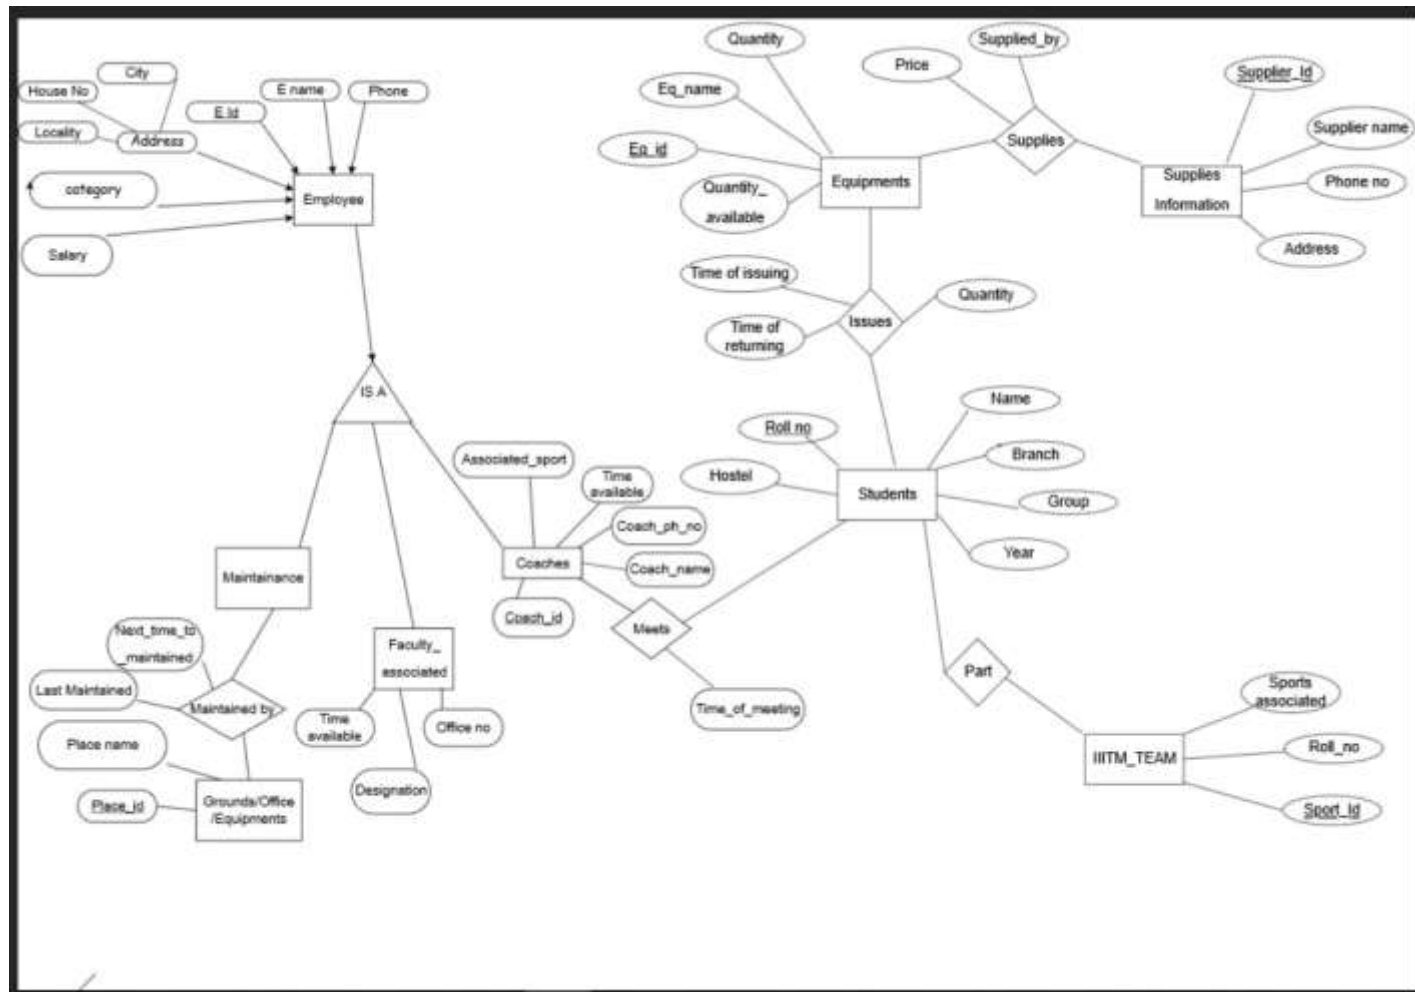 Quantity
Supplied_by
Price
Supplier_Id
City
House No
E name
Phone
Eq_name
E.Id
Supplier name
Locality
Address
Supplies
Eq_id
Equipments
Supplies
Information
Phone no
category
Employee
Quantity_
available
Salary
Address
Time of issuing
Quantity
Issues
Time of
returning
IS A
Name
Roll no
Associated_sport
Branch
Time
available
Hostel
Students
Group
Coach_ph_no
Year
Coaches
Coach_name
Maintainance
Coach_id
Next_time_to
_maintained
Meets
Faculty_
associated
Part
Last Maintained
Maintained by
Time
available
Office no
Time_of_meeting
Sports
associated
Place name
IIITM_TEAM
Roll_no
Designation
Place_id
Grounds/Office
/Equipments
Sport_Id